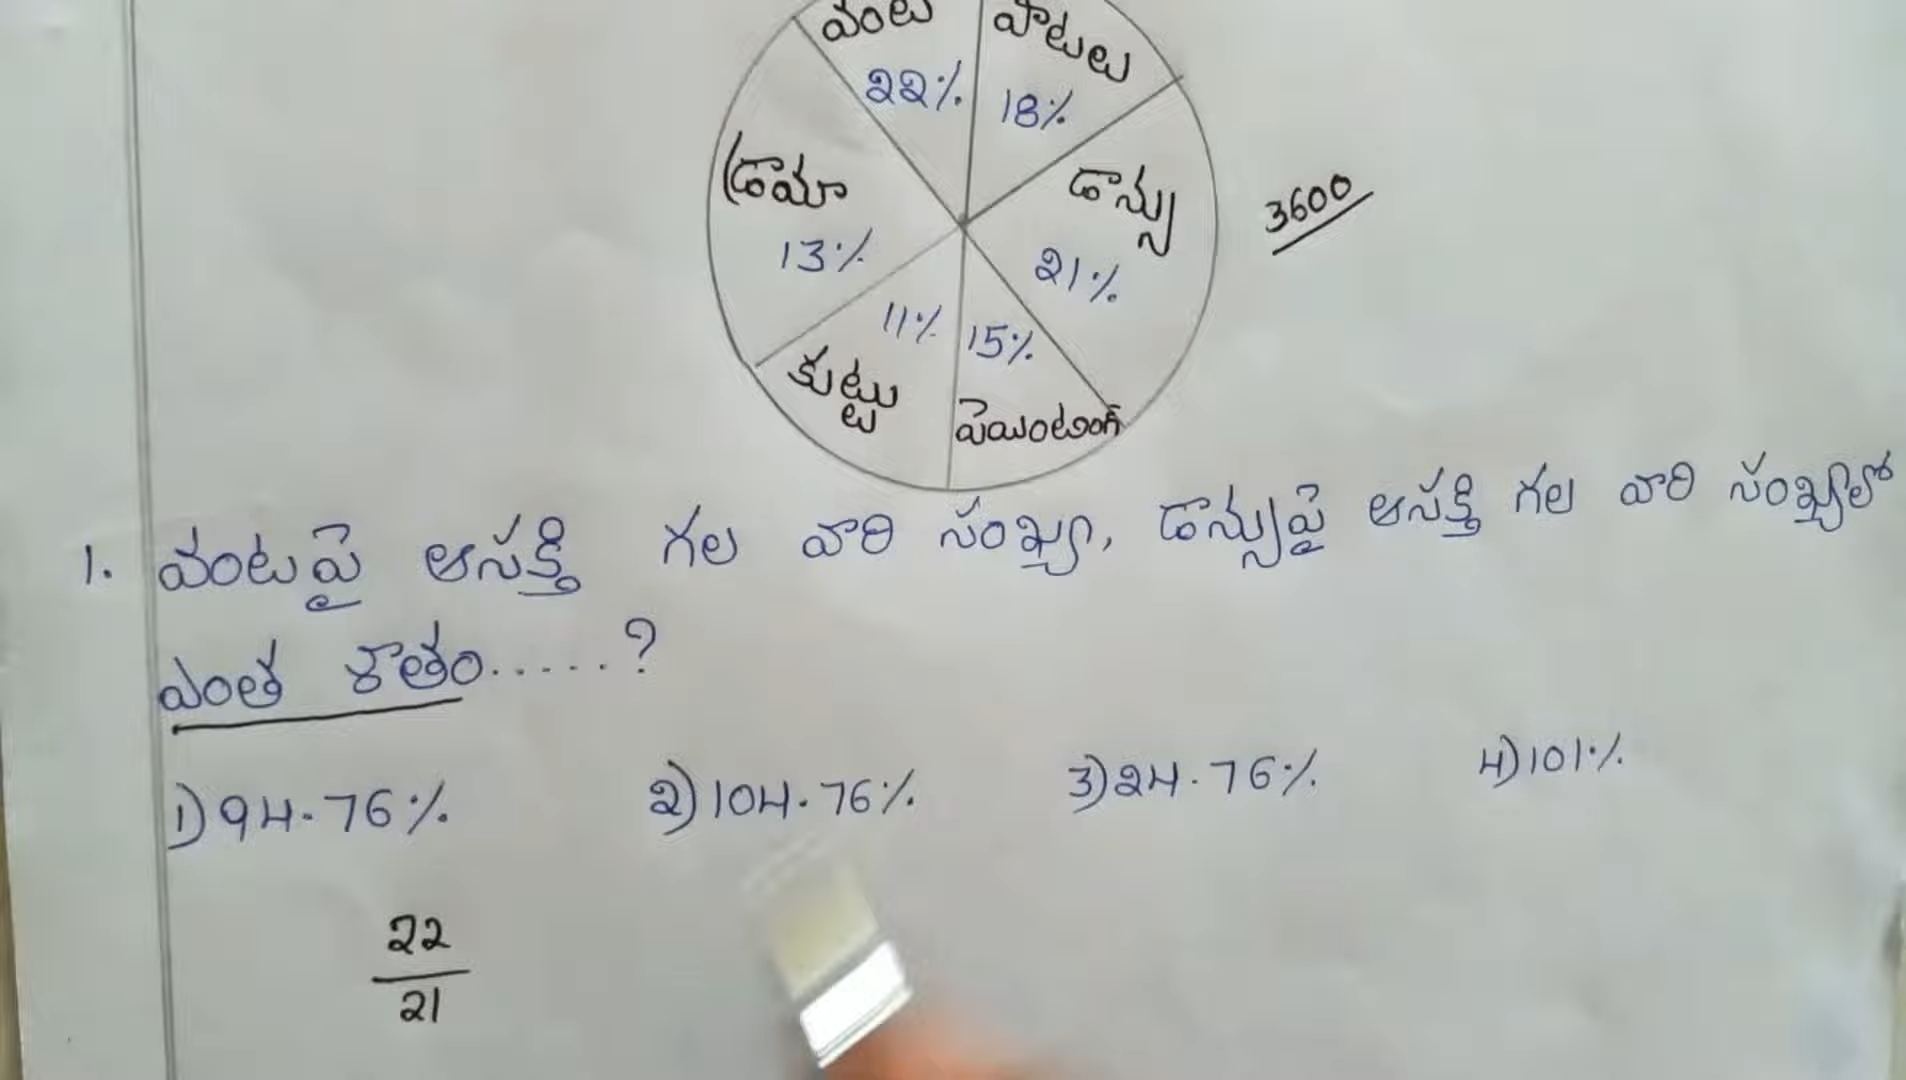 వంట
పాటలు
22%
18%
డ్రామా
డాన్సు
3600
13%
21%
11%
15%
కుట్టు
పెయింటింగ్
1. వంటపై ఆసక్తి గల వారి సంఖ్య, డాన్సుపై ఆసక్తి గల వారి సంఖ్యలో
ఎంత శాతం.....?
1) 94.76%
2) 104.76%
3) 24.76%
4) 101%
22
21